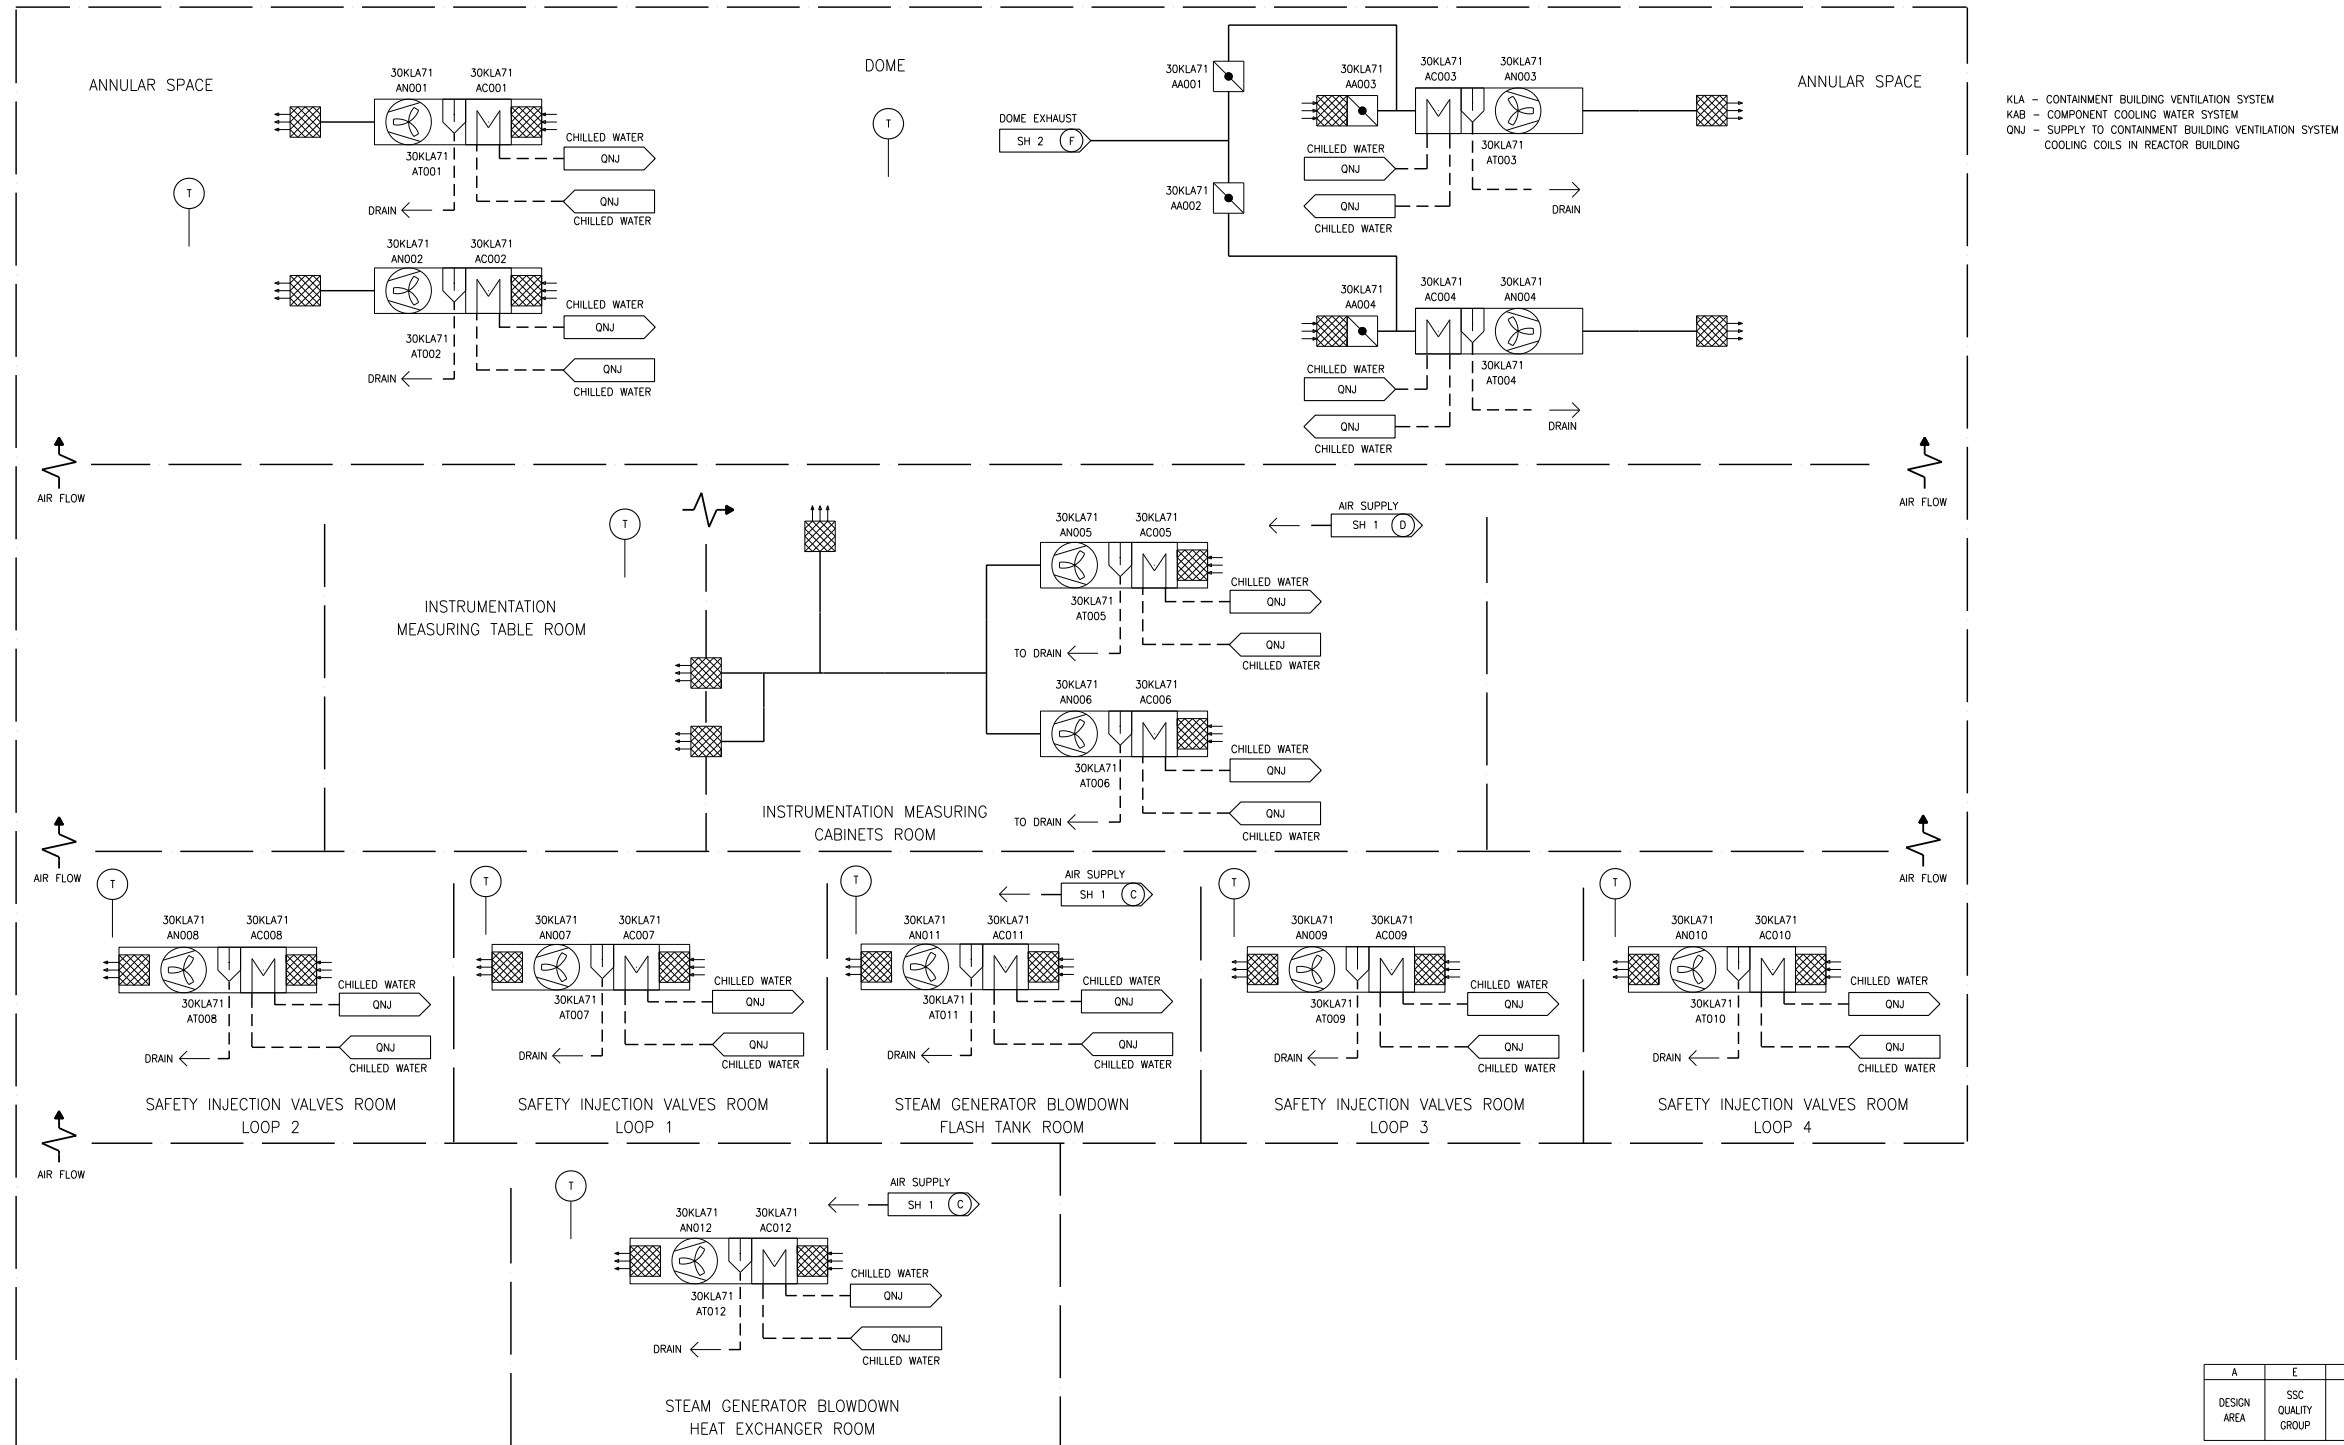 ANNULAR SPACE
30KLA71
AN001
30KLA71
AC001
30KLA71
AT001
CHILLED WATER
QNJ
QNJ
CHILLED WATER
DRAIN
T
30KLA71
AN002
30KLA71
AC002
30KLA71
AT002
CHILLED WATER
QNJ
QNJ
CHILLED WATER
DRAIN
DOME
T
DOME EXHAUST
SH 2 F
30KLA71
AA001
30KLA71
AA002
30KLA71
AA003
30KLA71
AC003
30KLA71
AN003
30KLA71
AT003
CHILLED WATER
QNJ
QNJ
CHILLED WATER
DRAIN
30KLA71
AA004
30KLA71
AC004
30KLA71
AN004
30KLA71
AT004
CHILLED WATER
QNJ
QNJ
CHILLED WATER
DRAIN
ANNULAR SPACE
KLA – CONTAINMENT BUILDING VENTILATION SYSTEM
KAB – COMPONENT COOLING WATER SYSTEM
QNJ – SUPPLY TO CONTAINMENT BUILDING VENTILATION SYSTEM
COOLING COILS IN REACTOR BUILDING
AIR FLOW
AIR FLOW
T
INSTRUMENTATION
MEASURING TABLE ROOM
30KLA71
AN005
30KLA71
AC005
30KLA71
AT005
AIR SUPPLY
SH 1 D
CHILLED WATER
QNJ
QNJ
CHILLED WATER
TO DRAIN
30KLA71
AN006
30KLA71
AC006
30KLA71
AT006
CHILLED WATER
QNJ
QNJ
CHILLED WATER
TO DRAIN
INSTRUMENTATION MEASURING
CABINETS ROOM
AIR FLOW
AIR FLOW
T
30KLA71
AN008
30KLA71
AC008
30KLA71
AT008
CHILLED WATER
QNJ
QNJ
CHILLED WATER
DRAIN
SAFETY INJECTION VALVES ROOM
LOOP 2
T
30KLA71
AN007
30KLA71
AC007
30KLA71
AT007
CHILLED WATER
QNJ
QNJ
CHILLED WATER
DRAIN
SAFETY INJECTION VALVES ROOM
LOOP 1
T
AIR SUPPLY
SH 1 C
30KLA71
AN011
30KLA71
AC011
30KLA71
AT011
CHILLED WATER
QNJ
QNJ
CHILLED WATER
DRAIN
STEAM GENERATOR BLOWDOWN
FLASH TANK ROOM
T
30KLA71
AN009
30KLA71
AC009
30KLA71
AT009
CHILLED WATER
QNJ
QNJ
CHILLED WATER
DRAIN
SAFETY INJECTION VALVES ROOM
LOOP 3
T
30KLA71
AN010
30KLA71
AC010
30KLA71
AT010
CHILLED WATER
QNJ
QNJ
CHILLED WATER
DRAIN
SAFETY INJECTION VALVES ROOM
LOOP 4
AIR FLOW
T
AIR SUPPLY
SH 1 C
30KLA71
AN012
30KLA71
AC012
30KLA71
AT012
CHILLED WATER
QNJ
QNJ
CHILLED WATER
DRAIN
STEAM GENERATOR BLOWDOWN
HEAT EXCHANGER ROOM
A
E
DESIGN
AREA
SSC
QUALITY
GROUP